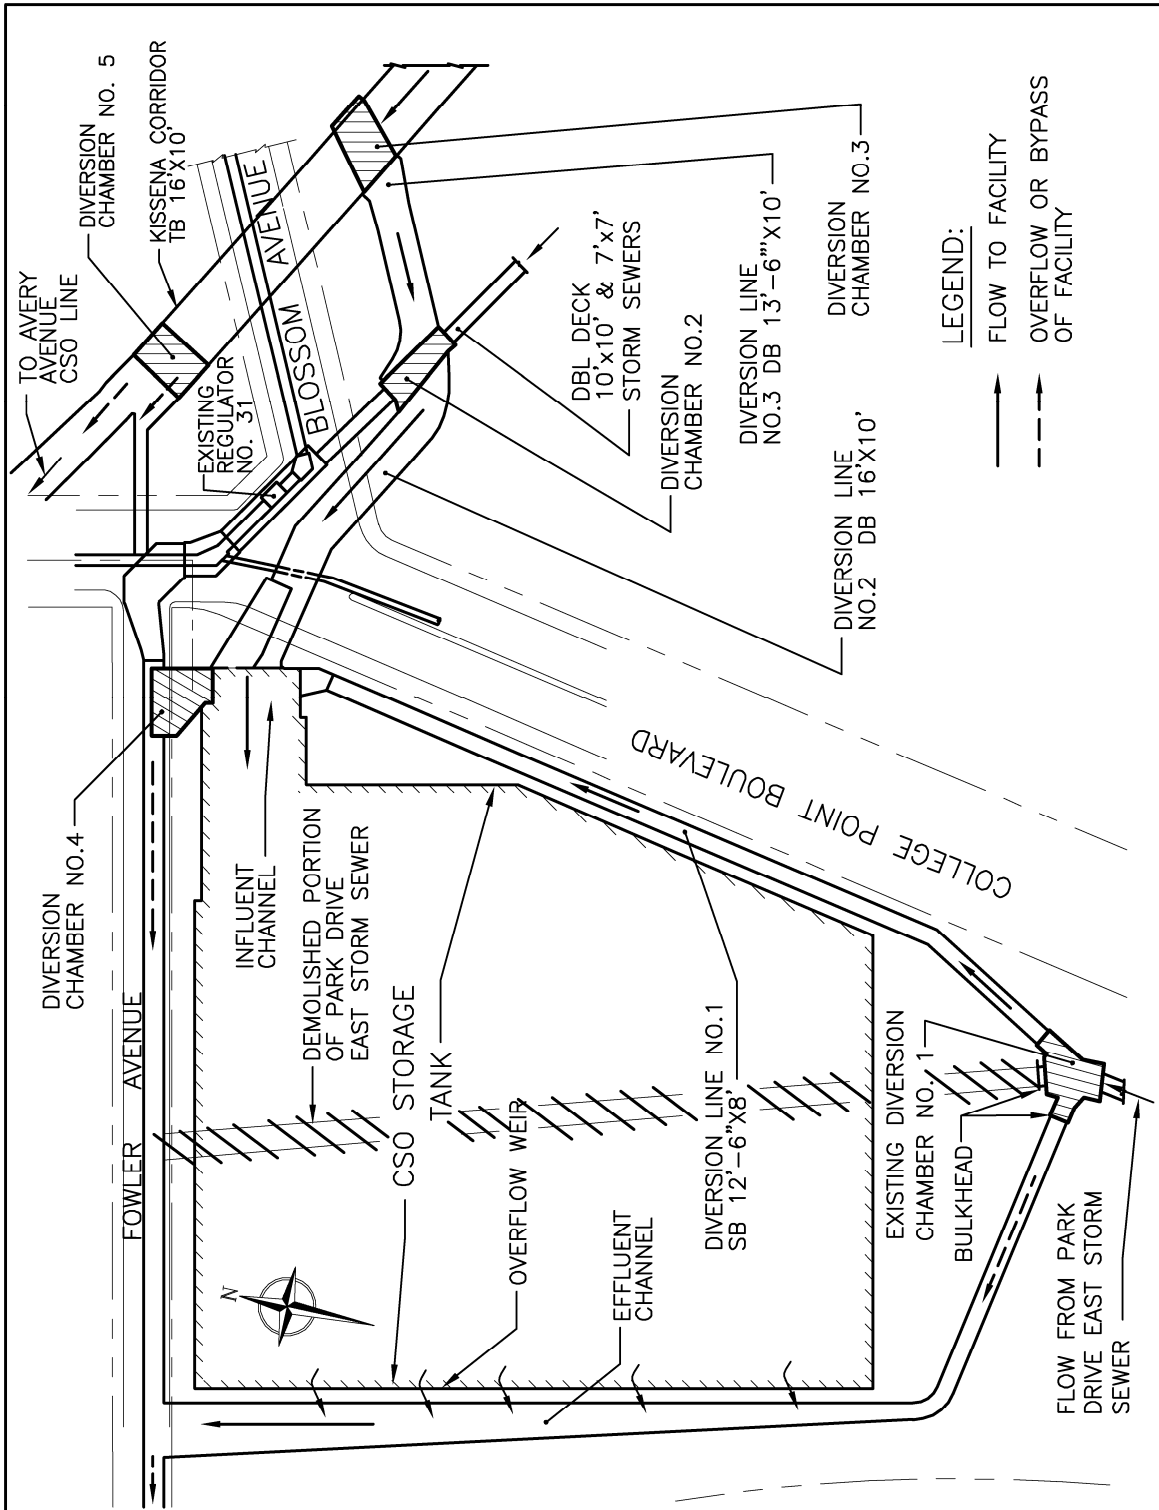 TO AVERY
AVENUE
CSO LINE
DIVERSION
CHAMBER NO. 5
KISSENA CORRIDOR
TB 16'X10'
EXISTING
REGULATOR
NO. 31
BLOSSOM AVENUE
DBL DECK
10'x10' & 7'x7'
STORM SEWERS
DIVERSION
CHAMBER NO.2
DIVERSION LINE
NO.3 DB 13'-6"'x10'
DIVERSION
CHAMBER NO.3
DIVERSION LINE
NO.2 DB 16'X10'
LEGEND:
FLOW TO FACILITY
OVERFLOW OR BYPASS
OF FACILITY
DIVERSION
CHAMBER NO.4
INFLUENT
CHANNEL
DEMOLISHED PORTION
OF PARK DRIVE
EAST STORM SEWER
FOWLER AVENUE
CSO STORAGE
TANK
COLLEGE POINT BOULEVARD
N
OVERFLOW WEIR
EFFLUENT
CHANNEL
DIVERSION LINE NO.1
SB 12'-6"X8'
EXISTING DIVERSION
CHAMBER NO. 1
BULKHEAD
FLOW FROM PARK
DRIVE EAST STORM
SEWER